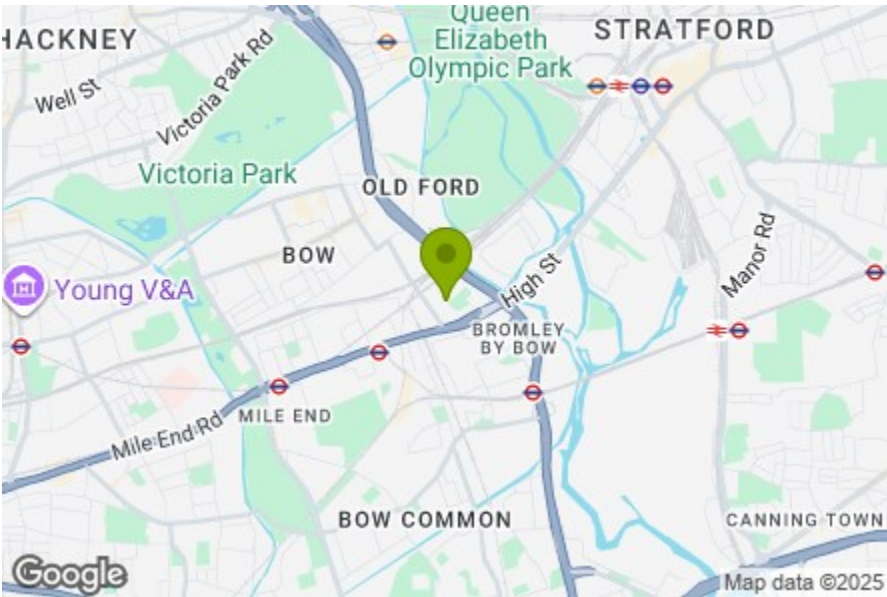 HACKNEY
Victoria Park Rd
Well St
Queen
Elizabeth
Olympic Park
STRATFORD
Victoria Park
OLD FORD
BOW
Young V&A
High St
Manor Rd
BROMLEY
BY BOW
MILE END
Mile End Rd
BOW COMMON
CANNING TOWN
Google
Map data ©2025